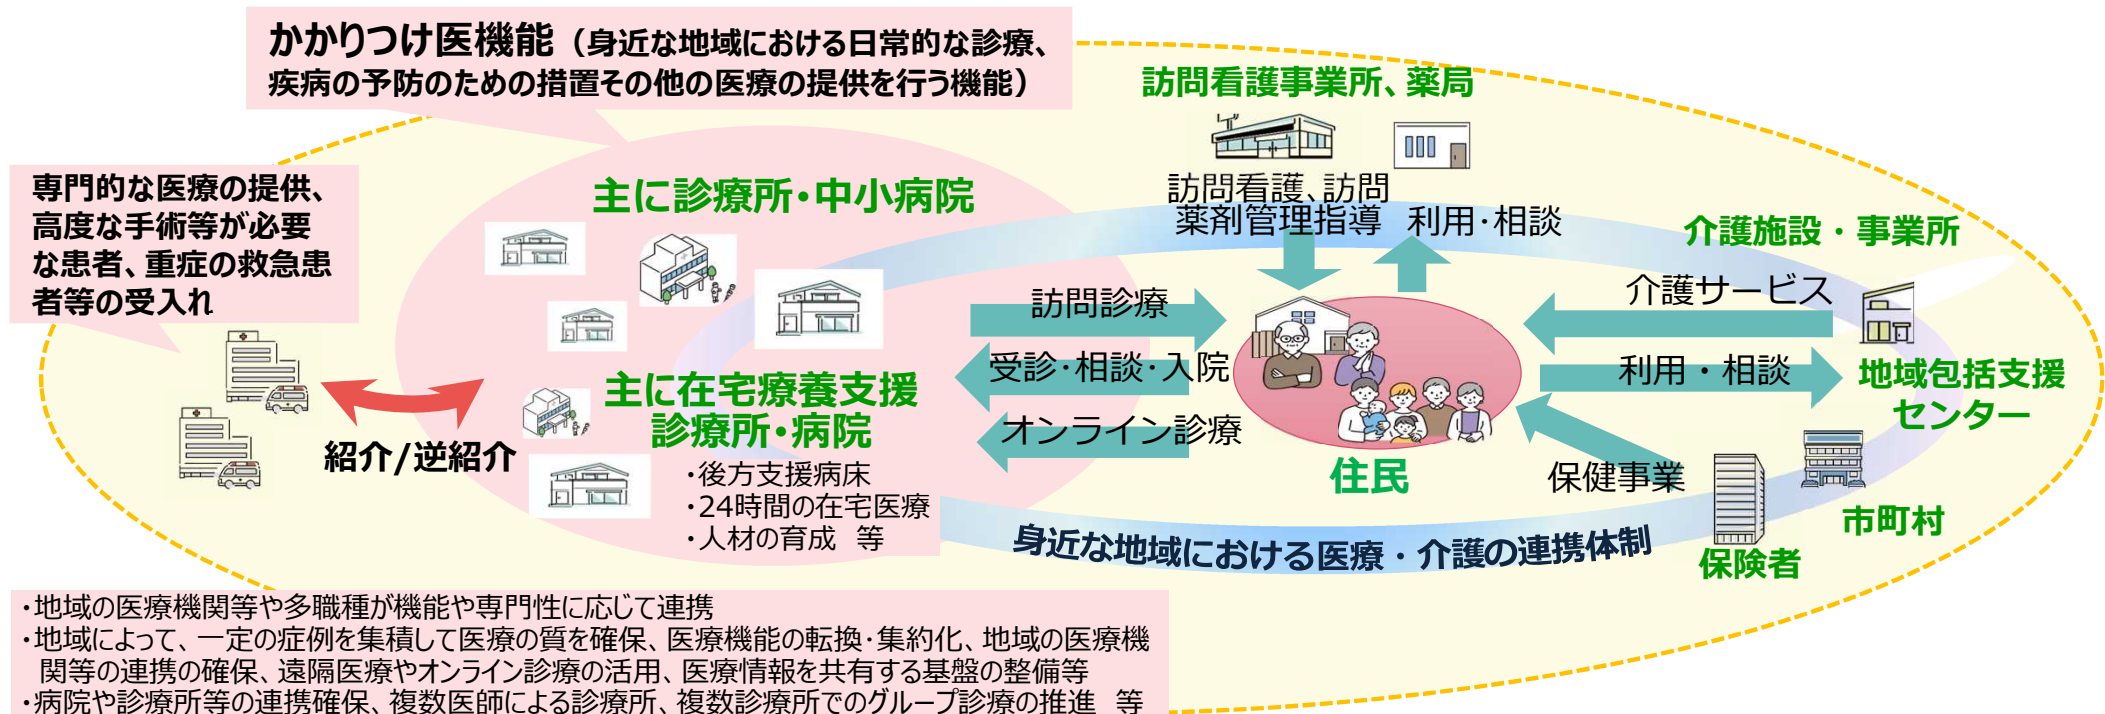 かかりつけ医機能（身近な地域における日常的な診療、
疾病の予防のための措置その他の医療の提供を行う機能）
専門的な医療の提供、
高度な手術等が必要
な患者、重症の救急患
者等の受入れ
紹介/逆紹介
主に診療所・中小病院
主に在宅療養支援
診療所・病院
・後方支援病床
・24時間の在宅医療
・人材の育成　等
訪問看護事業所、薬局
訪問看護、訪問
薬剤管理指導
利用・相談
訪問診療
受診・相談・入院
オンライン診療
住民
介護施設・事業所
介護サービス
利用・相談
地域包括支援
センター
保健事業
市町村
保険者
身近な地域における医療・介護の連携体制
・地域の医療機関等や多職種が機能や専門性に応じて連携
・地域によって、一定の症例を集積して医療の質を確保、医療機能の転換・集約化、地域の医療機
関等の連携の確保、遠隔医療やオンライン診療の活用、医療情報を共有する基盤の整備等
・病院や診療所等の連携確保、複数医師による診療所、複数診療所でのグループ診療の推進　等